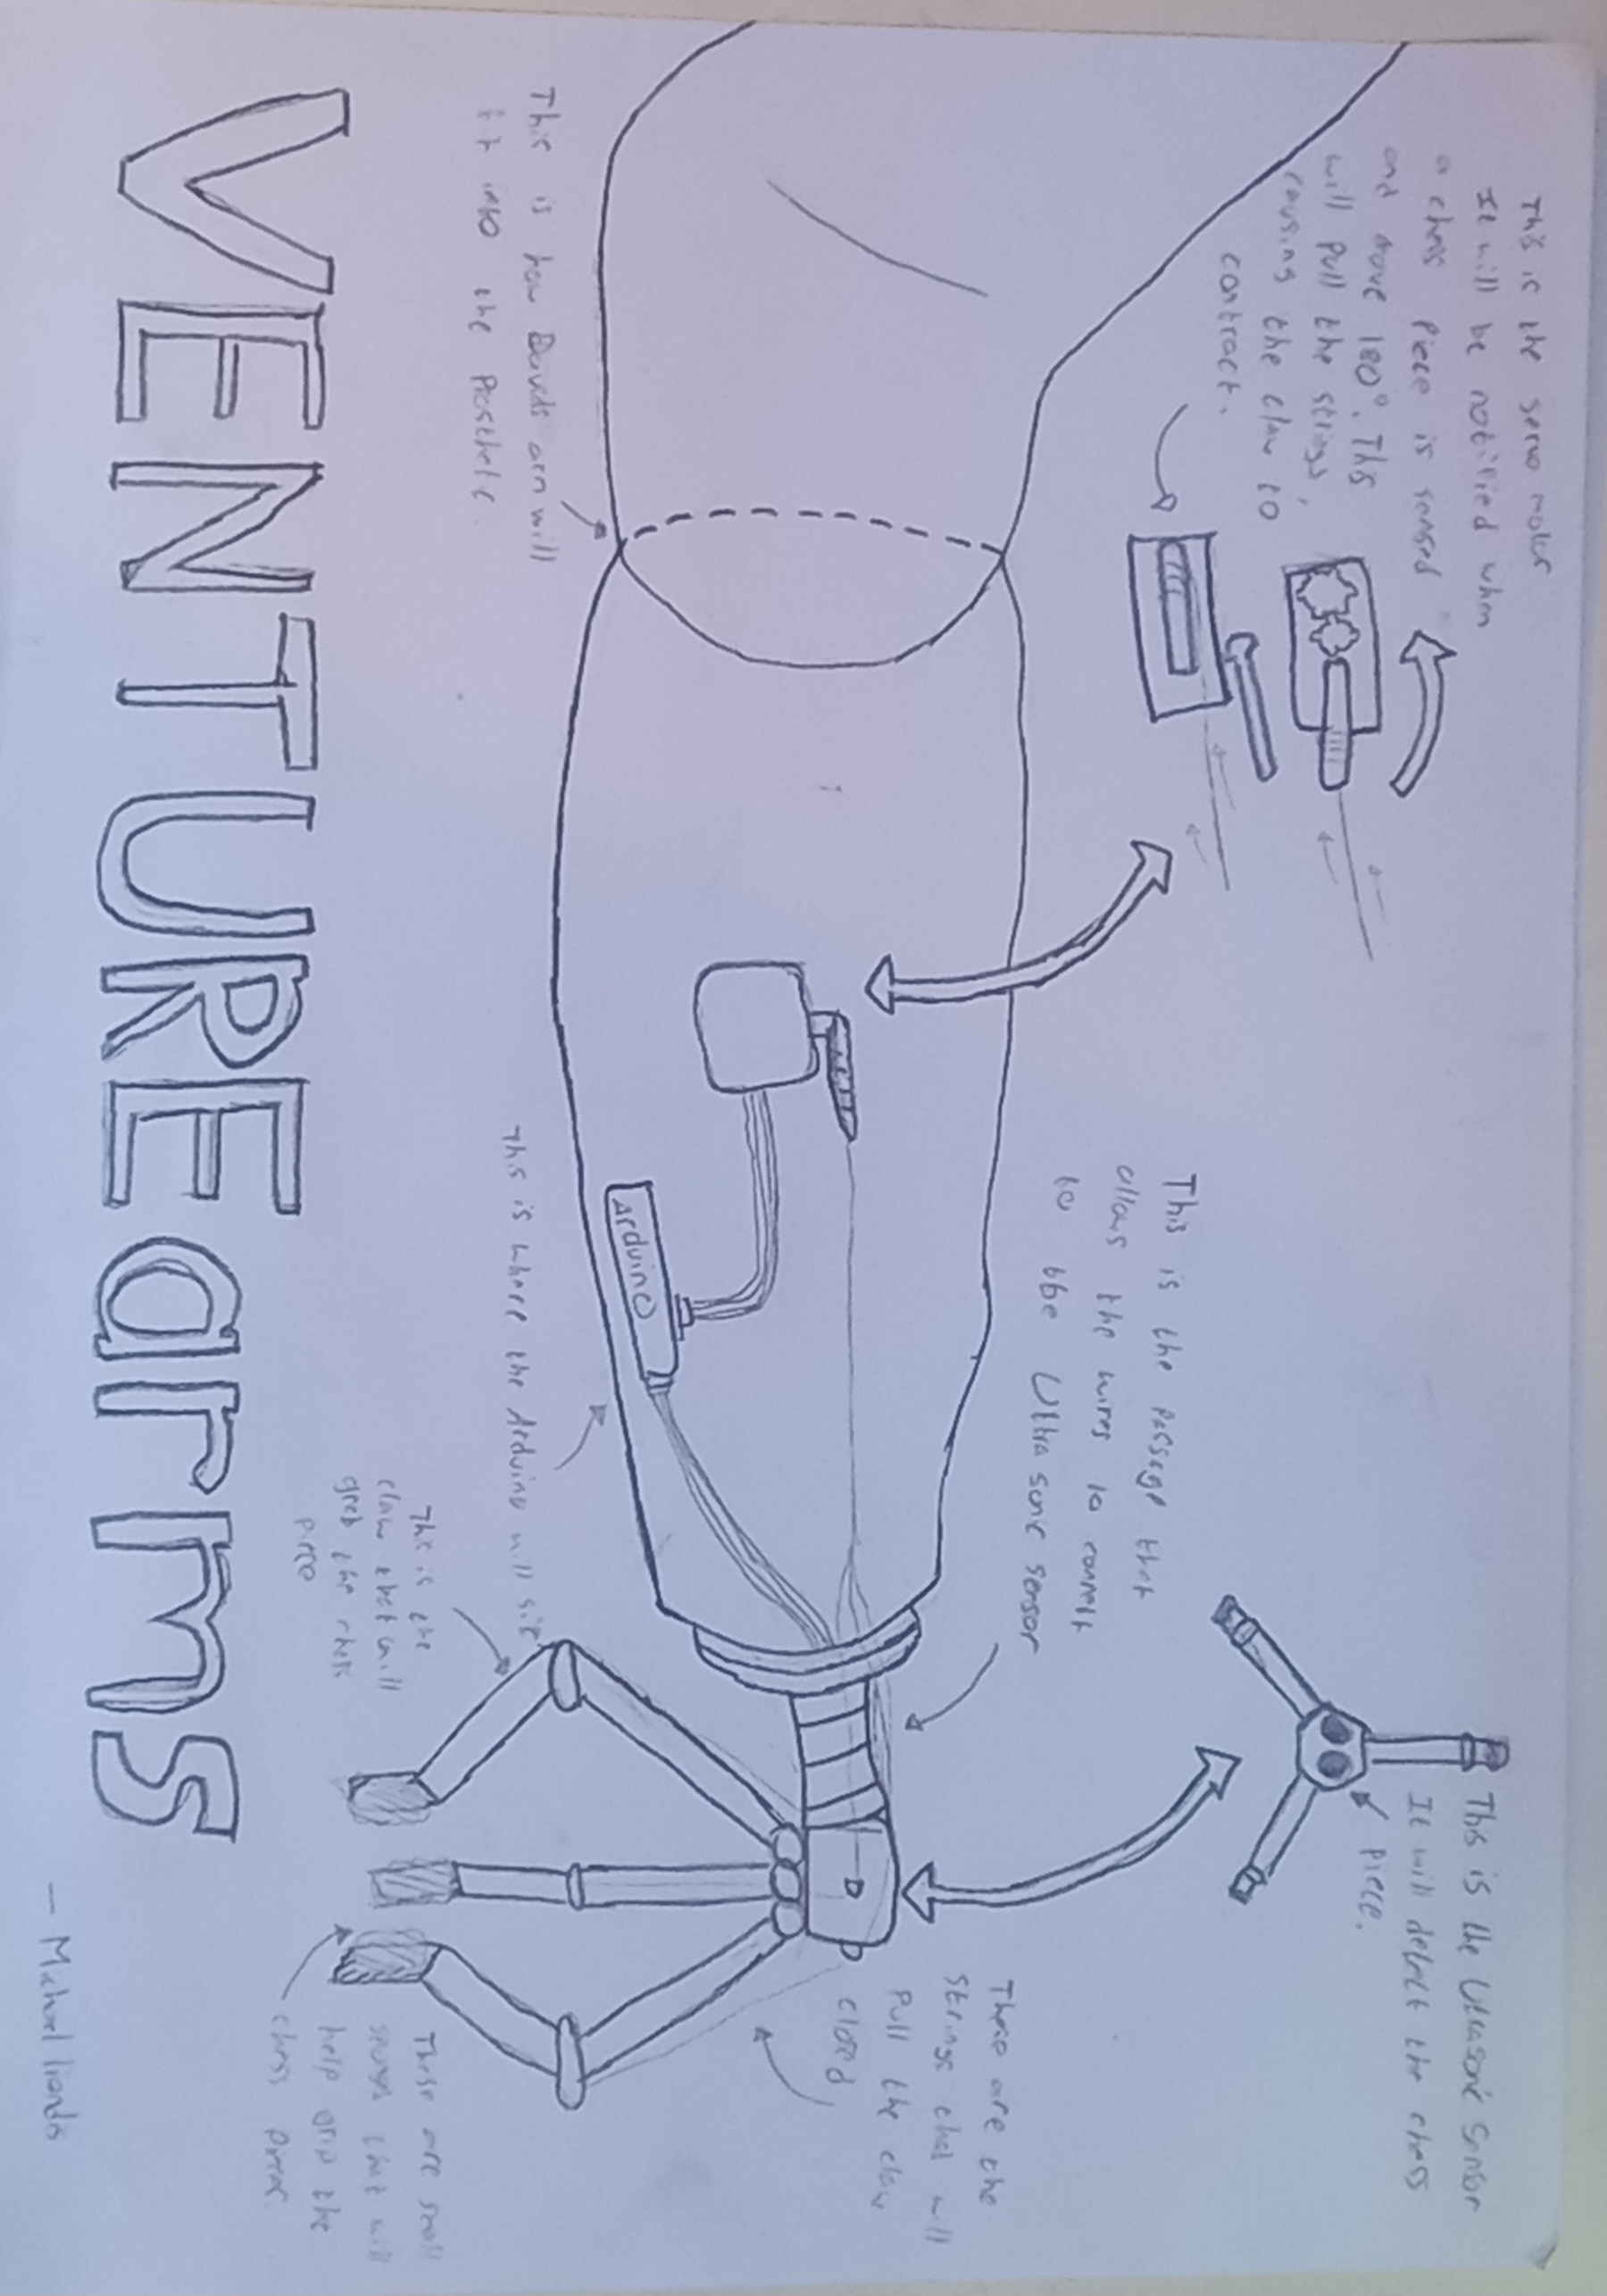 This is the servo motor
It will be notified when
a chess piece is sensed
and move 180°. This
will pull the strings,
causing the claw to
contract.
This is the Utrasonic Sensor
It will detect the chess
piece.
This is the passage that
allows the wires to connect
to bbe Ultra sonic sensor
These are the
strings that will
pull the claw
closed,
This is how Davids arm will
fit into the Prosthetic.
Arduino
This is where the Arduino will sit
This is the
claw that will
grab the chess
piece
These are small
that will
help grip the
chess pieces.
VENTURE arms
- Michael